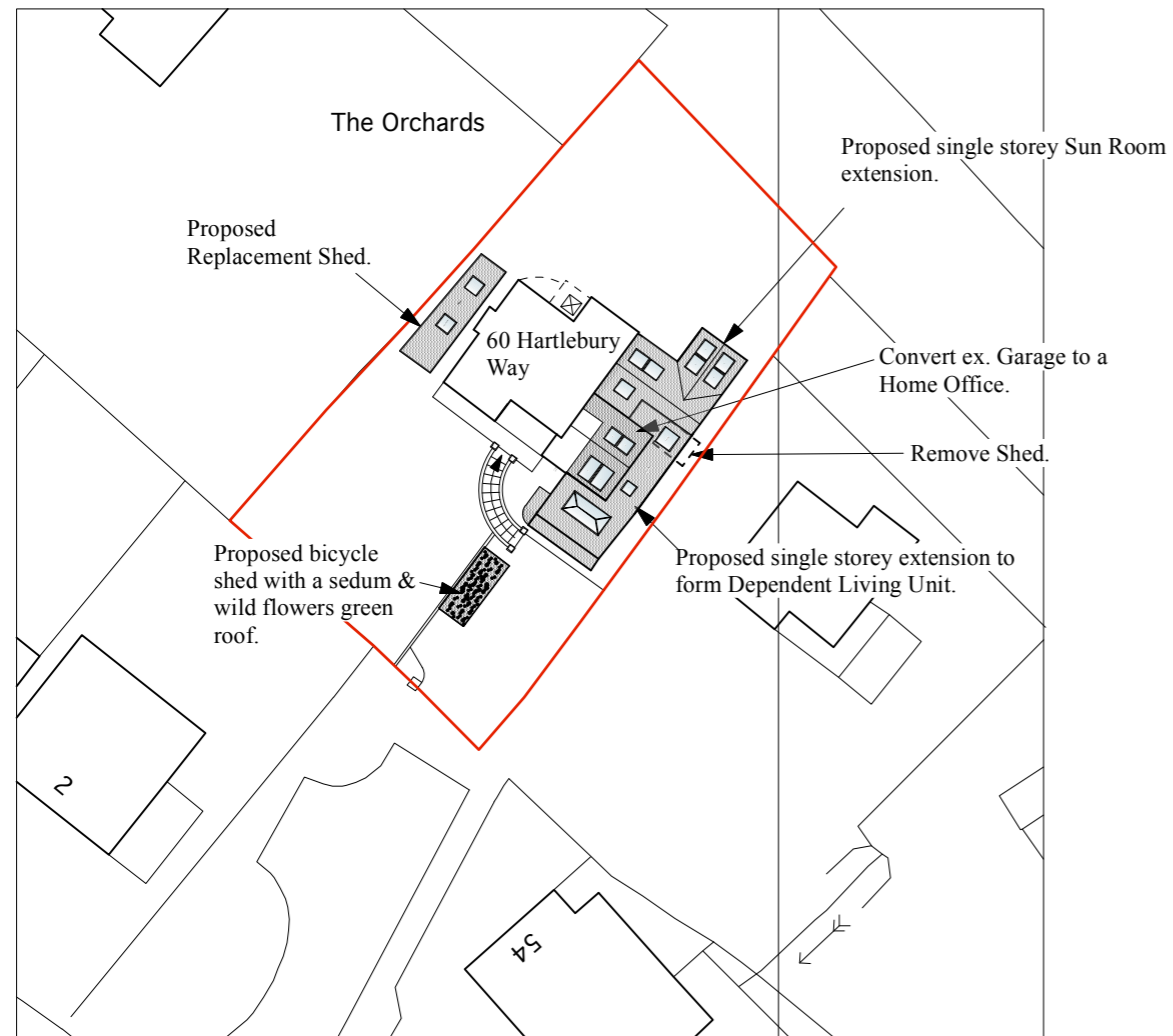 The Orchards
Proposed single storey Sun Room
extension.
Proposed
Replacement Shed.
60 Hartlebury
Way
Convert ex. Garage to a
Home Office.
Remove Shed.
Proposed bicycle
shed with a sedum &
wild flowers green
roof.
Proposed single storey extension to
form Dependent Living Unit.
2
54